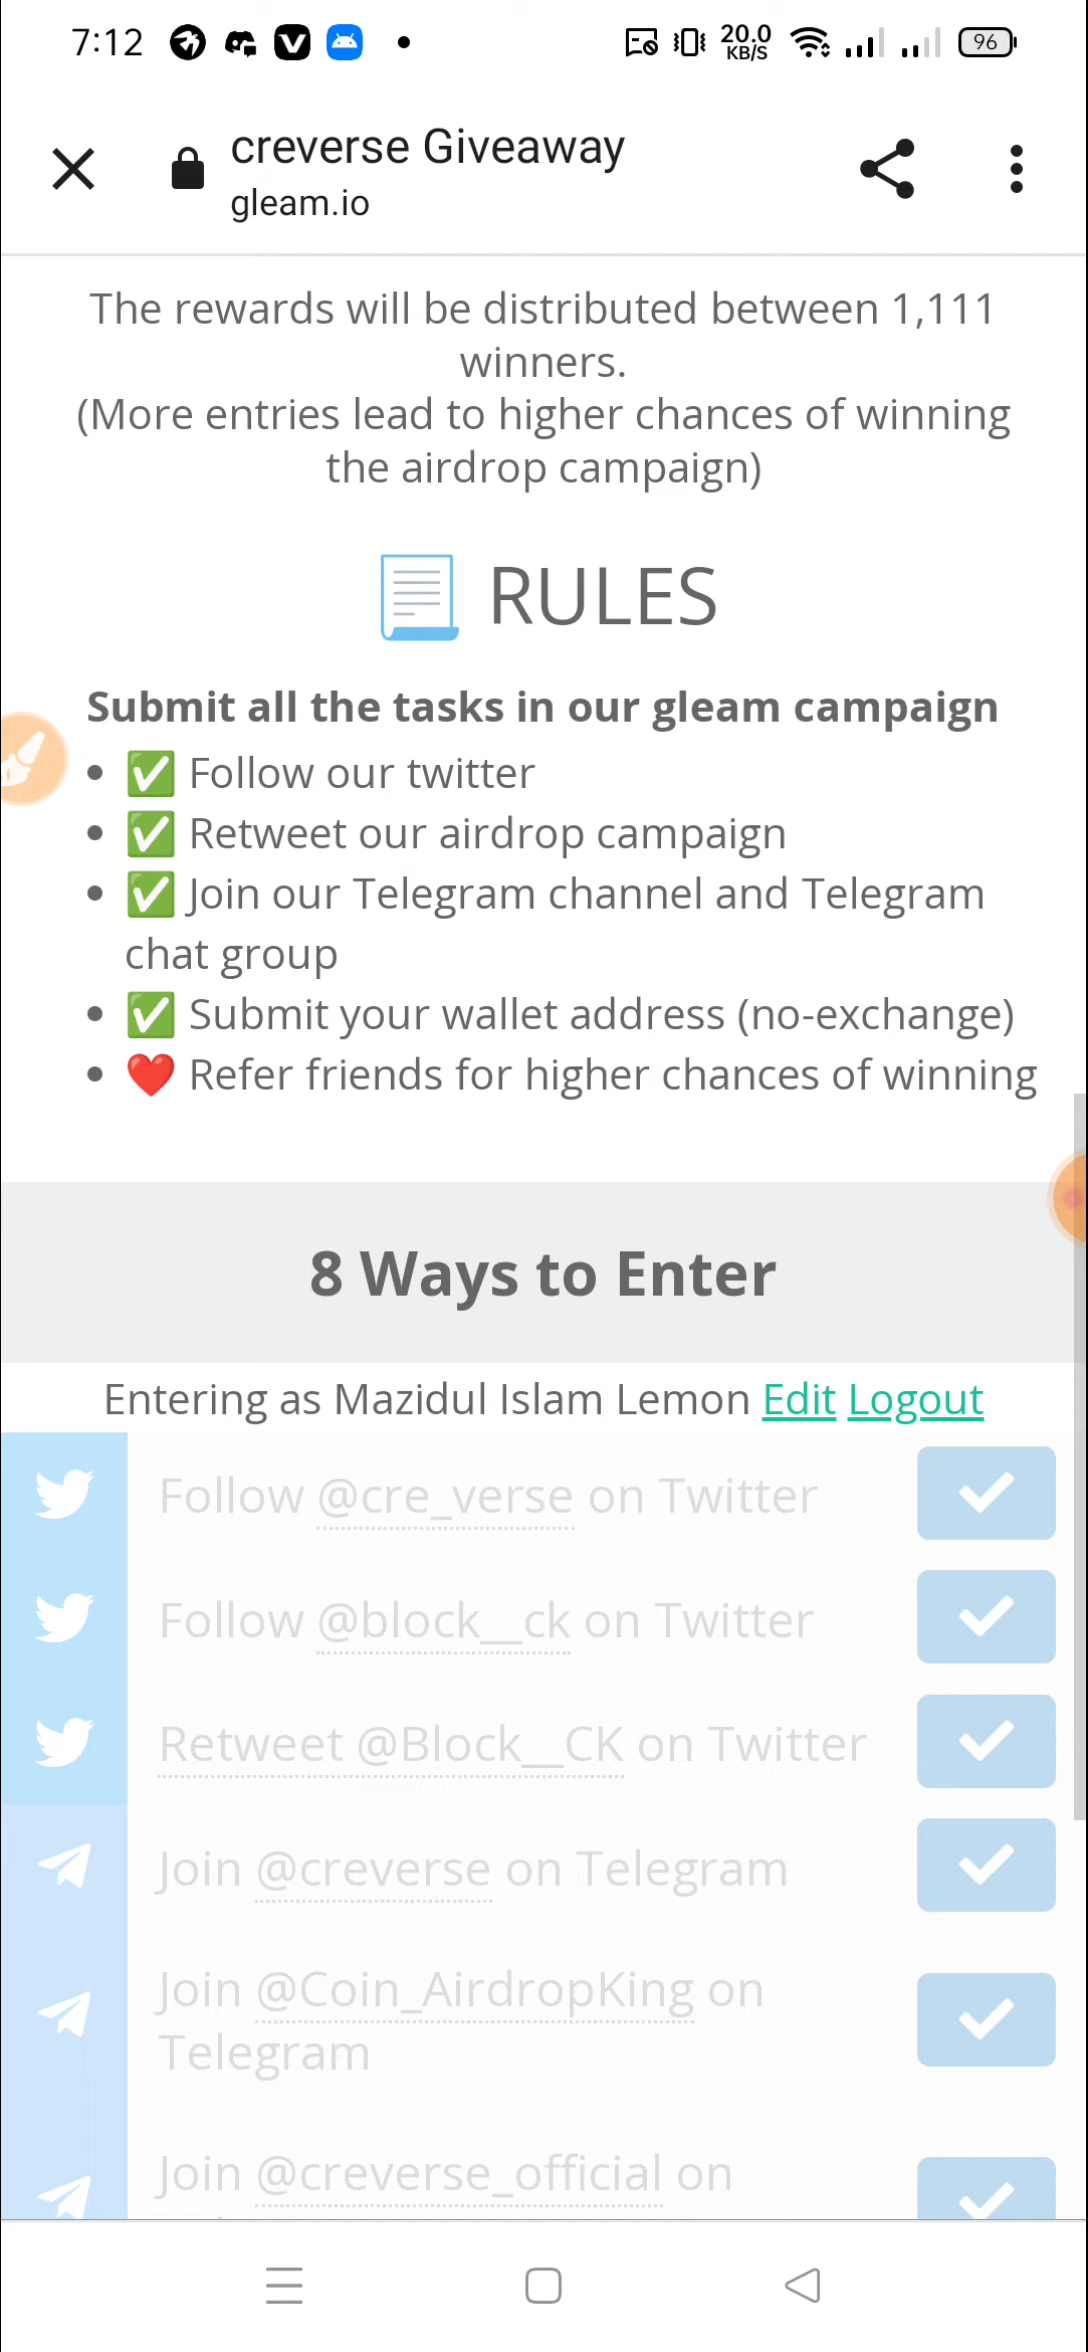 7:12
20.0
KB/S
96
creverse Giveaway
gleam.io
The rewards will be distributed between 1,111
winners.
(More entries lead to higher chances of winning
the airdrop campaign)
RULES
Submit all the tasks in our gleam campaign
Follow our twitter
Retweet our airdrop campaign
Join our Telegram channel and Telegram
chat group
Submit your wallet address (no-exchange)
Refer friends for higher chances of winning
8 Ways to Enter
Entering as Mazidul Islam Lemon Edit Logout
Follow @cre_verse on Twitter
Follow @block__ck on Twitter
Retweet @Block__CK on Twitter
Join @creverse on Telegram
Join @Coin_AirdropKing on
Telegram
Join @creverse_official on